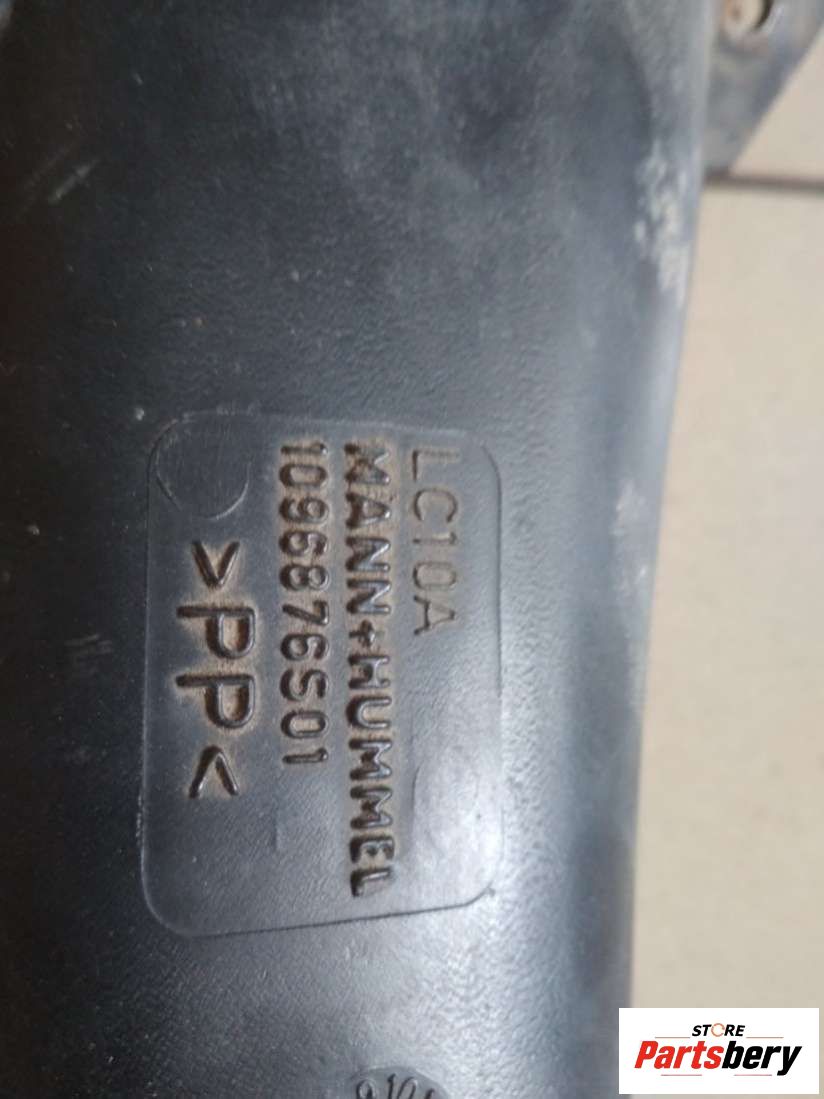 LC10A
MANN+HUMMEL
1096876S01
>PP<
STORE
Partsbery